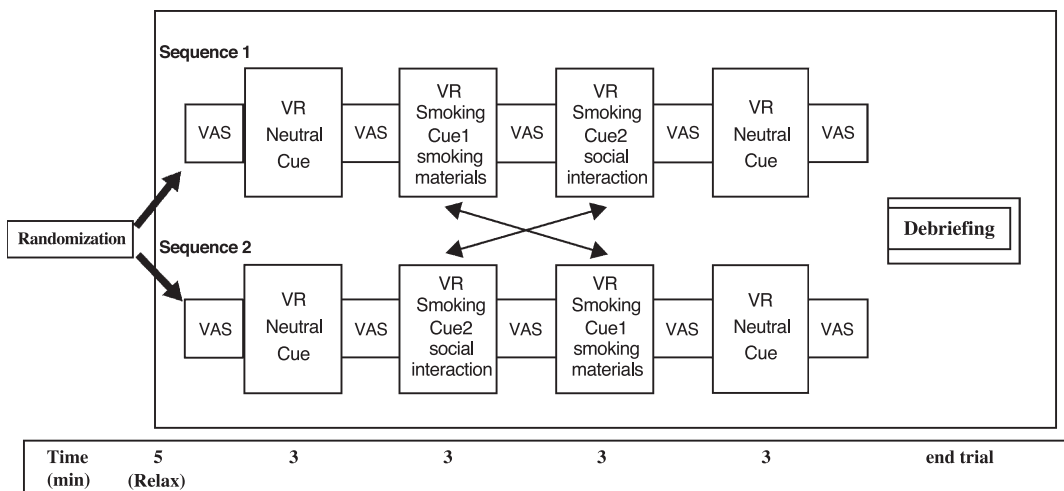 Sequence 1
VAS
VR
Neutral
Cue
VAS
VR
Smoking
Cue1
smoking
materials
VAS
VR
Smoking
Cue2
social
interaction)
VAS
VR
Neutral
Cue
VAS
Randomization
Debriefing
Sequence 2
VAS
VR
Neutral
Cue
VAS
VR
Smoking
Cue2
social
interaction)
VAS
VR
Smoking
Cue1
smoking
materials
VAS
VR
Neutral
Cue
VAS
Time 5 3 3 3 3 end trial
(min) (Relax)